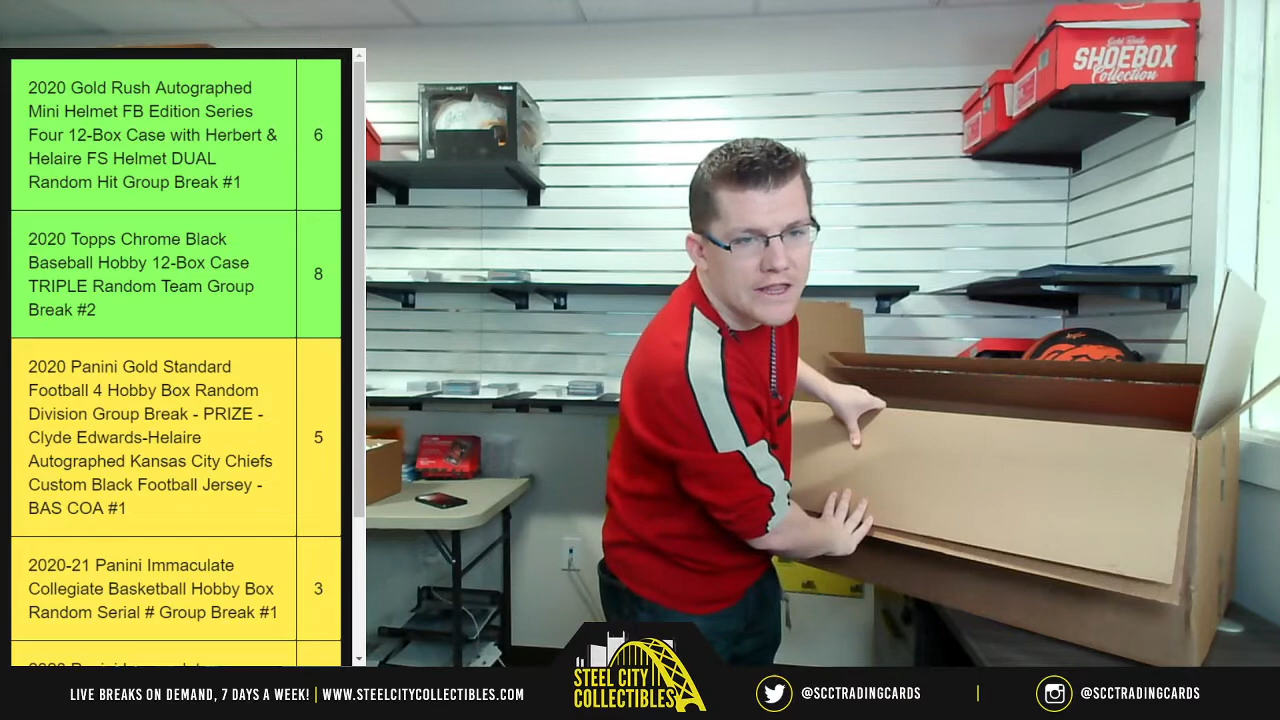 2020 Gold Rush Autographed
Mini Helmet FB Edition Series
Four 12-Box Case with Herbert &
Helaire FS Helmet DUAL
Random Hit Group Break #1
6
2020 Topps Chrome Black
Baseball Hobby 12-Box Case
TRIPLE Random Team Group
Break #2
8
2020 Panini Gold Standard
Football 4 Hobby Box Random
Division Group Break - PRIZE -
Clyde Edwards-Helaire
Autographed Kansas City Chiefs
Custom Black Football Jersey -
BAS COA #1
5
2020-21 Panini Immaculate
Collegiate Basketball Hobby Box
Random Serial # Group Break #1
3
Gold Rush
SHOEBOX
Collection
LIVE BREAKS ON DEMAND, 7 DAYS A WEEK! | WWW.STEELCITYCOLLECTIBLES.COM
STEEL CITY
COLLECTIBLES
@SCCTRADINGCARDS
|
@SCCTRADINGCARDS